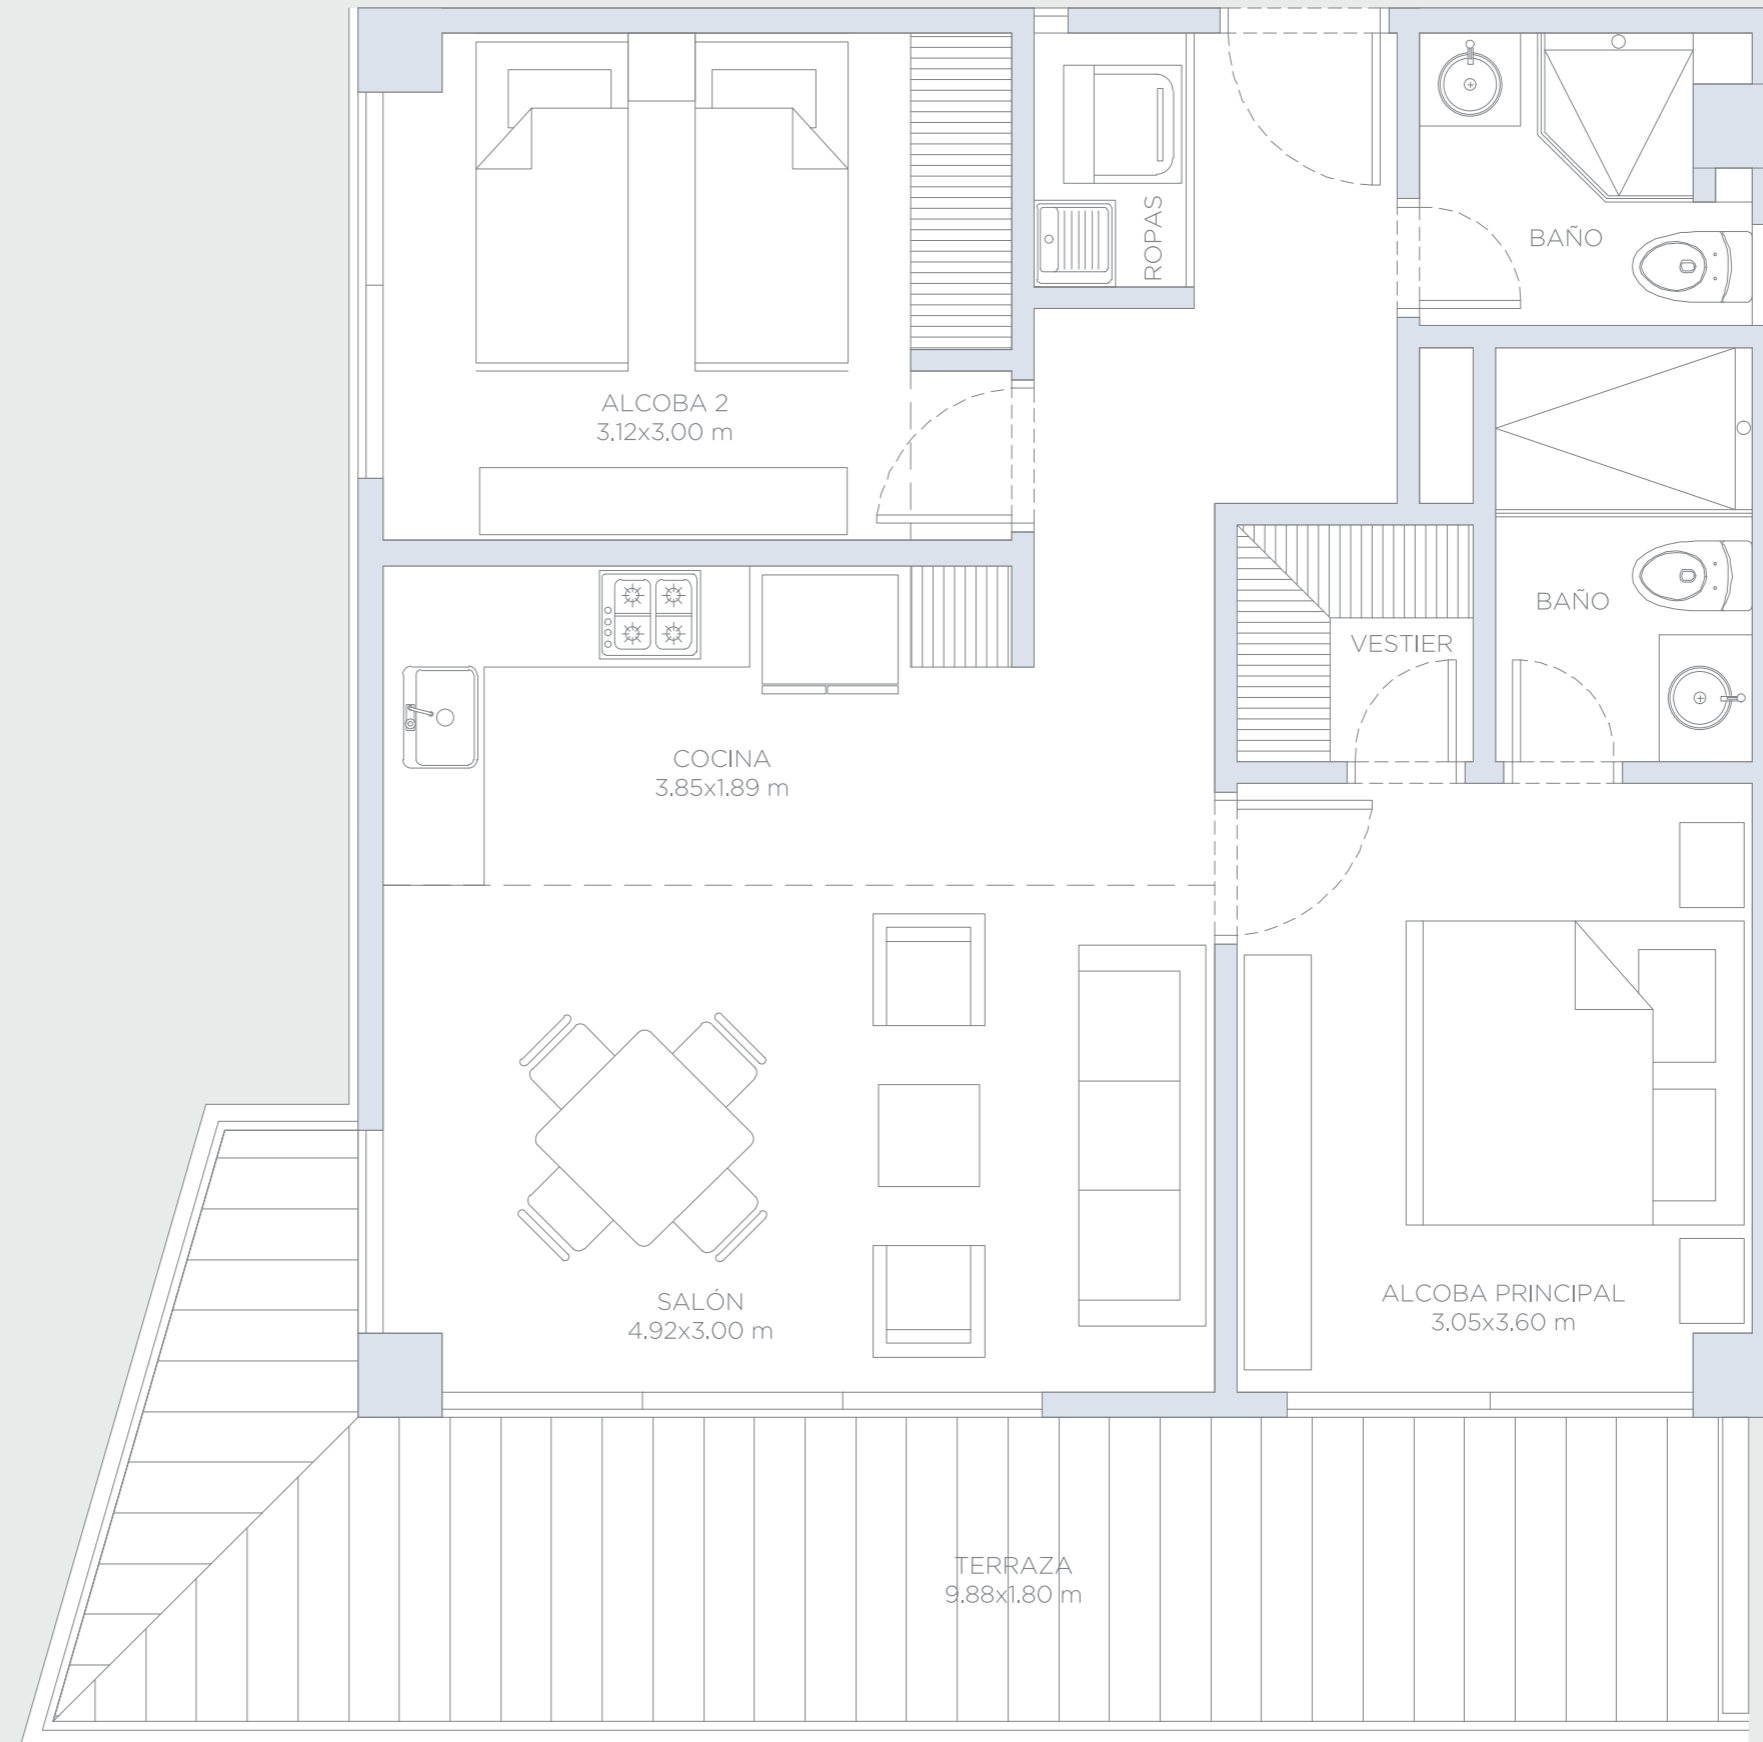 ROPAS
BAÑO
ALCOBA 2
3.12x3.00 m
BAÑO
VESTIER
COCINA
3.85x1.89 m
SALÓN
4.92x3.00 m
ALCOBA PRINCIPAL
3.05x3.60 m
TERRAZA
9.88x1.80 m